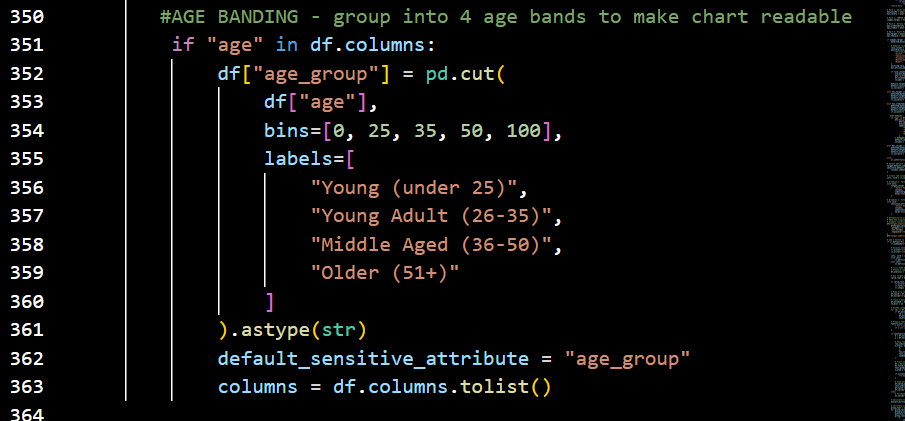 350 #AGE BANDING - group into 4 age bands to make chart readable
351 if "age" in df.columns:
352 df["age_group"] = pd.cut(
353 df["age"],
354 bins=[0, 25, 35, 50, 100],
355 labels=[
356 "Young (under 25)",
357 "Young Adult (26-35)",
358 "Middle Aged (36-50)",
359 "Older (51+)"
360 ]
361 ).astype(str)
362 default_sensitive_attribute = "age_group"
363 columns = df.columns.tolist()
364